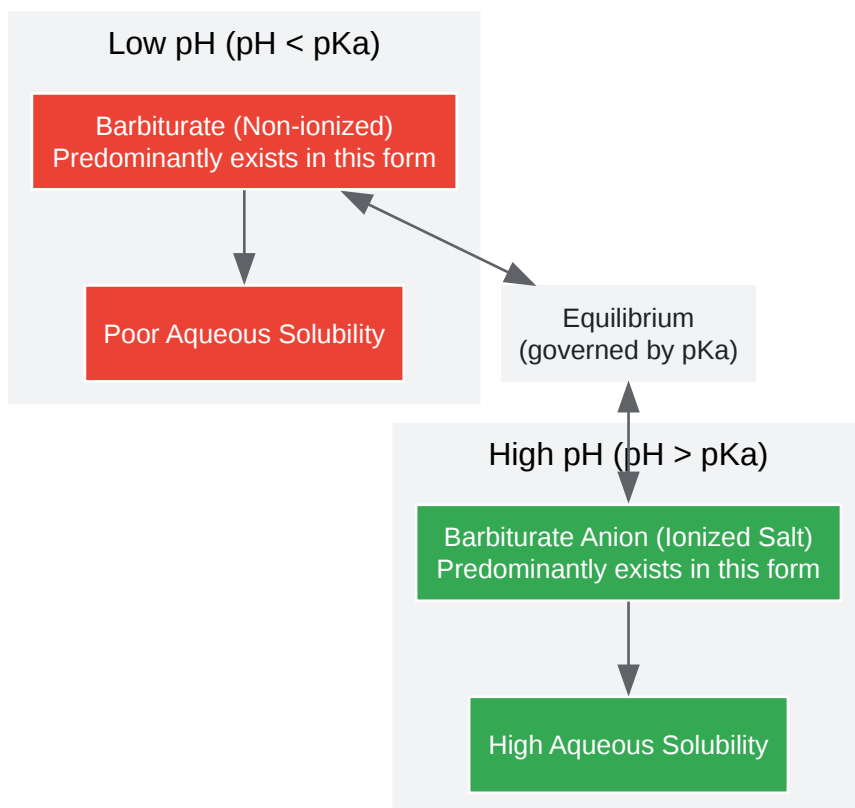 Low pH (pH < pKa)
Barbiturate (Non-ionized)
Predominantly exists in this form
Poor Aqueous Solubility
Equilibrium
(governed by pKa)
High pH (pH > pKa)
Barbiturate Anion (Ionized Salt)
Predominantly exists in this form
High Aqueous Solubility